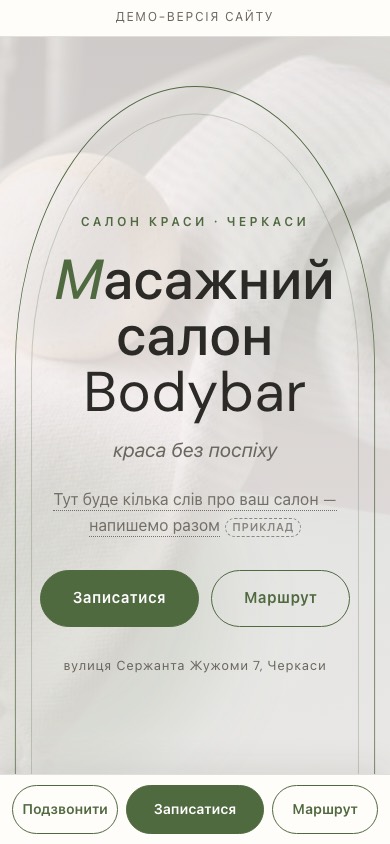 ДЕМО-ВЕРСІЯ САЙТУ
САЛОН КРАСИ · ЧЕРКАСИ
Масажний
салон
Bodybar
краса без поспіху
Тут буде кілька слів про ваш салон —
напишемо разом ПРИКЛАД
Записатися Маршрут
вулиця Сержанта Жужоми 7, Черкаси
Подзвонити Записатися Маршрут